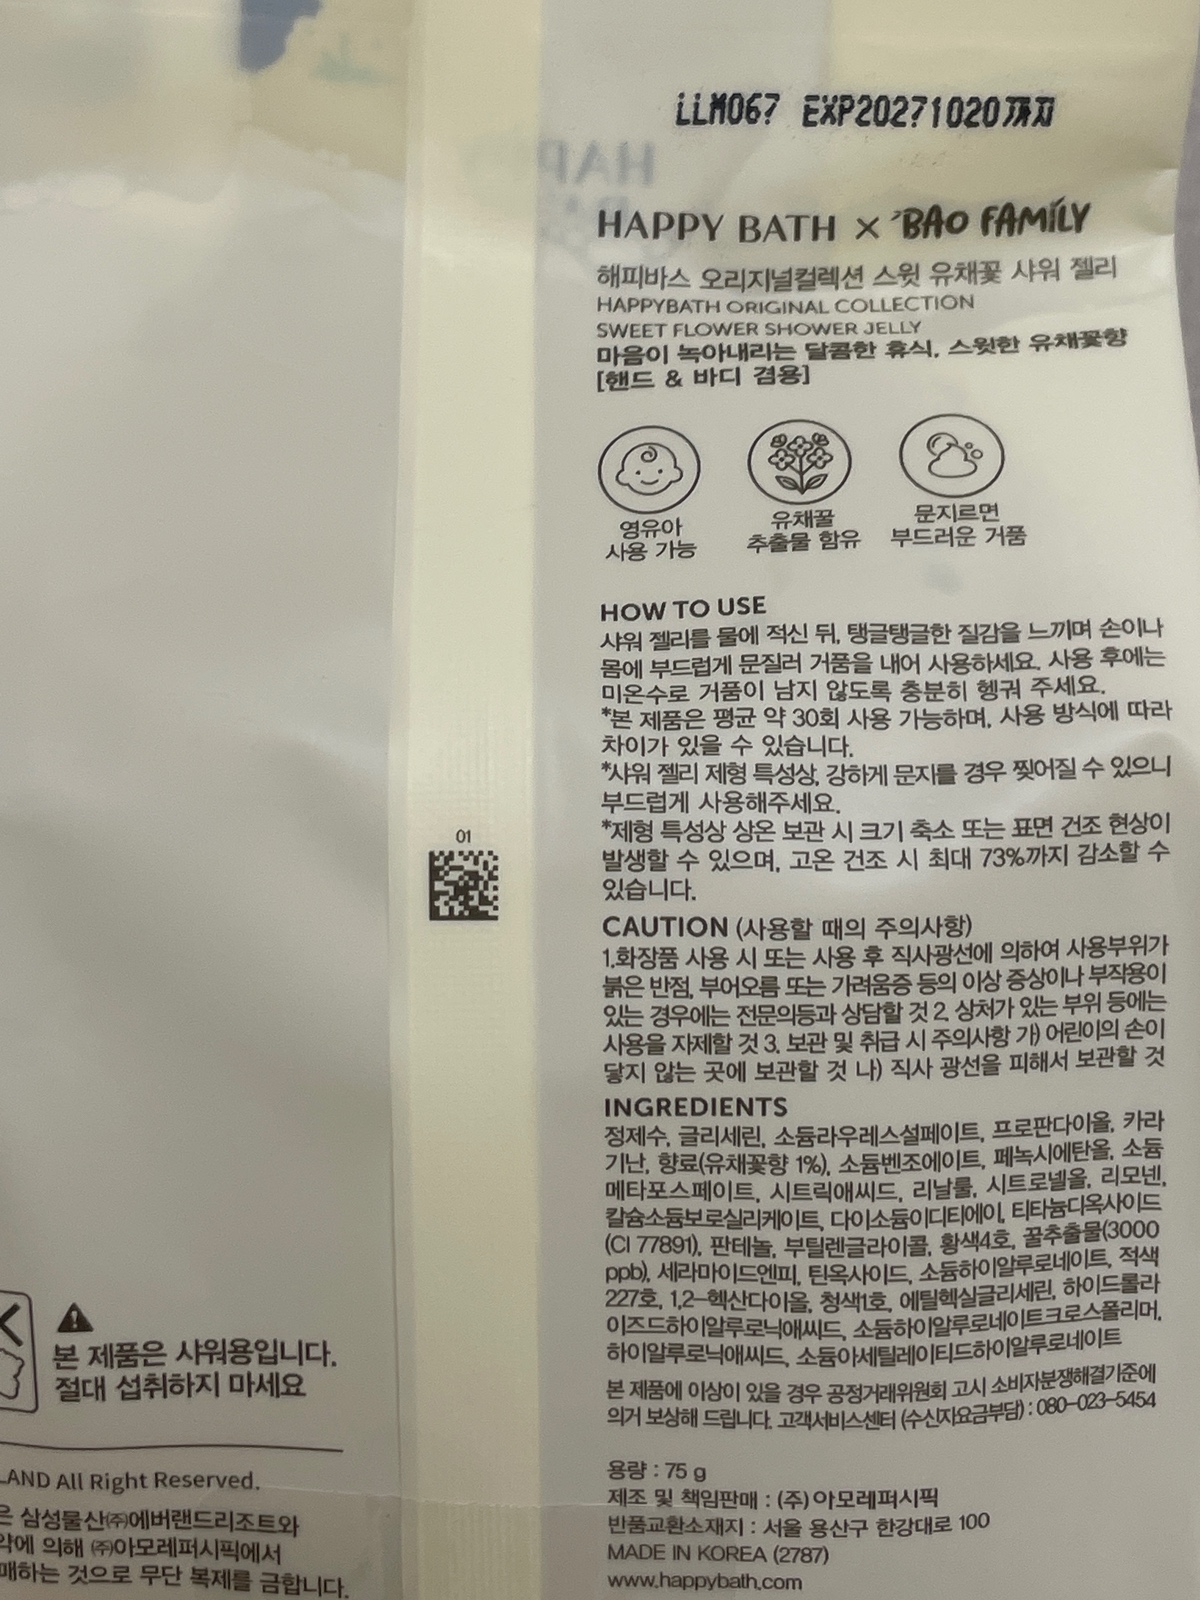 LLM067 EXP20271020까지
HAPPY BATH × 'BAO FAMILY
해피바스 오리지널컬렉션 스윗 유채꽃 샤워 젤리
HAPPYBATH ORIGINAL COLLECTION
SWEET FLOWER SHOWER JELLY
마음이 녹아내리는 달콤한 휴식, 스윗한 유채꽃향
[핸드 & 바디 겸용]
영유아
사용 가능
유채꿀
추출물 함유
문지르면
부드러운 거품
HOW TO USE
샤워 젤리를 물에 적신 뒤, 탱글탱글한 질감을 느끼며 손이나
몸에 부드럽게 문질러 거품을 내어 사용하세요. 사용 후에는
미온수로 거품이 남지 않도록 충분히 헹궈 주세요.
*본 제품은 평균 약 30회 사용 가능하며, 사용 방식에 따라
차이가 있을 수 있습니다.
*샤워 젤리 제형 특성상, 강하게 문지를 경우 찢어질 수 있으니
부드럽게 사용해주세요.
*제형 특성상 상온 보관 시 크기 축소 또는 표면 건조 현상이
발생할 수 있으며, 고온 건조 시 최대 73%까지 감소할 수
있습니다.
CAUTION (사용할 때의 주의사항)
1.화장품 사용 시 또는 사용 후 직사광선에 의하여 사용부위가
붉은 반점, 부어오름 또는 가려움증 등의 이상 증상이나 부작용이
있는 경우에는 전문의등과 상담할 것 2. 상처가 있는 부위 등에는
사용을 자제할 것 3. 보관 및 취급 시 주의사항 가) 어린이의 손이
닿지 않는 곳에 보관할 것 나) 직사 광선을 피해서 보관할 것
INGREDIENTS
정제수, 글리세린, 소듐라우레스설페이트, 프로판다이올, 카라
기난, 향료(유채꽃향 1%), 소듐벤조에이트, 페녹시에탄올, 소듐
메타포스페이트, 시트릭애씨드, 리날룰, 시트로넬올, 리모넨,
칼슘소듐보로실리케이트, 다이소듐이디티에이, 티타늄디옥사이드
(CI 77891), 판테놀, 부틸렌글라이콜, 황색4호, 꿀추출물(3000
ppb), 세라마이드엔피, 틴옥사이드, 소듐하이알루로네이트, 적색
227호, 1,2-헥산다이올, 청색1호, 에틸헥실글리세린, 하이드롤라
이즈드하이알루로닉애씨드, 소듐하이알루로네이트크로스폴리머,
하이알루로닉애씨드, 소듐아세틸레이티드하이알루로네이트
본 제품에 이상이 있을 경우 공정거래위원회 고시 소비자분쟁해결기준에
의거 보상해 드립니다. 고객서비스센터 (수신자요금부담) : 080-023-5454
용량 : 75 g
제조 및 책임판매 : (주)아모레퍼시픽
반품교환소재지 : 서울 용산구 한강대로 100
MADE IN KOREA (2787)
www.happybath.com
01
본 제품은 샤워용입니다.
절대 섭취하지 마세요
LAND All Right Reserved.
은 삼성물산㈜에버랜드리조트와
약에 의해 ㈜아모레퍼시픽에서
매하는 것으로 무단 복제를 금합니다.